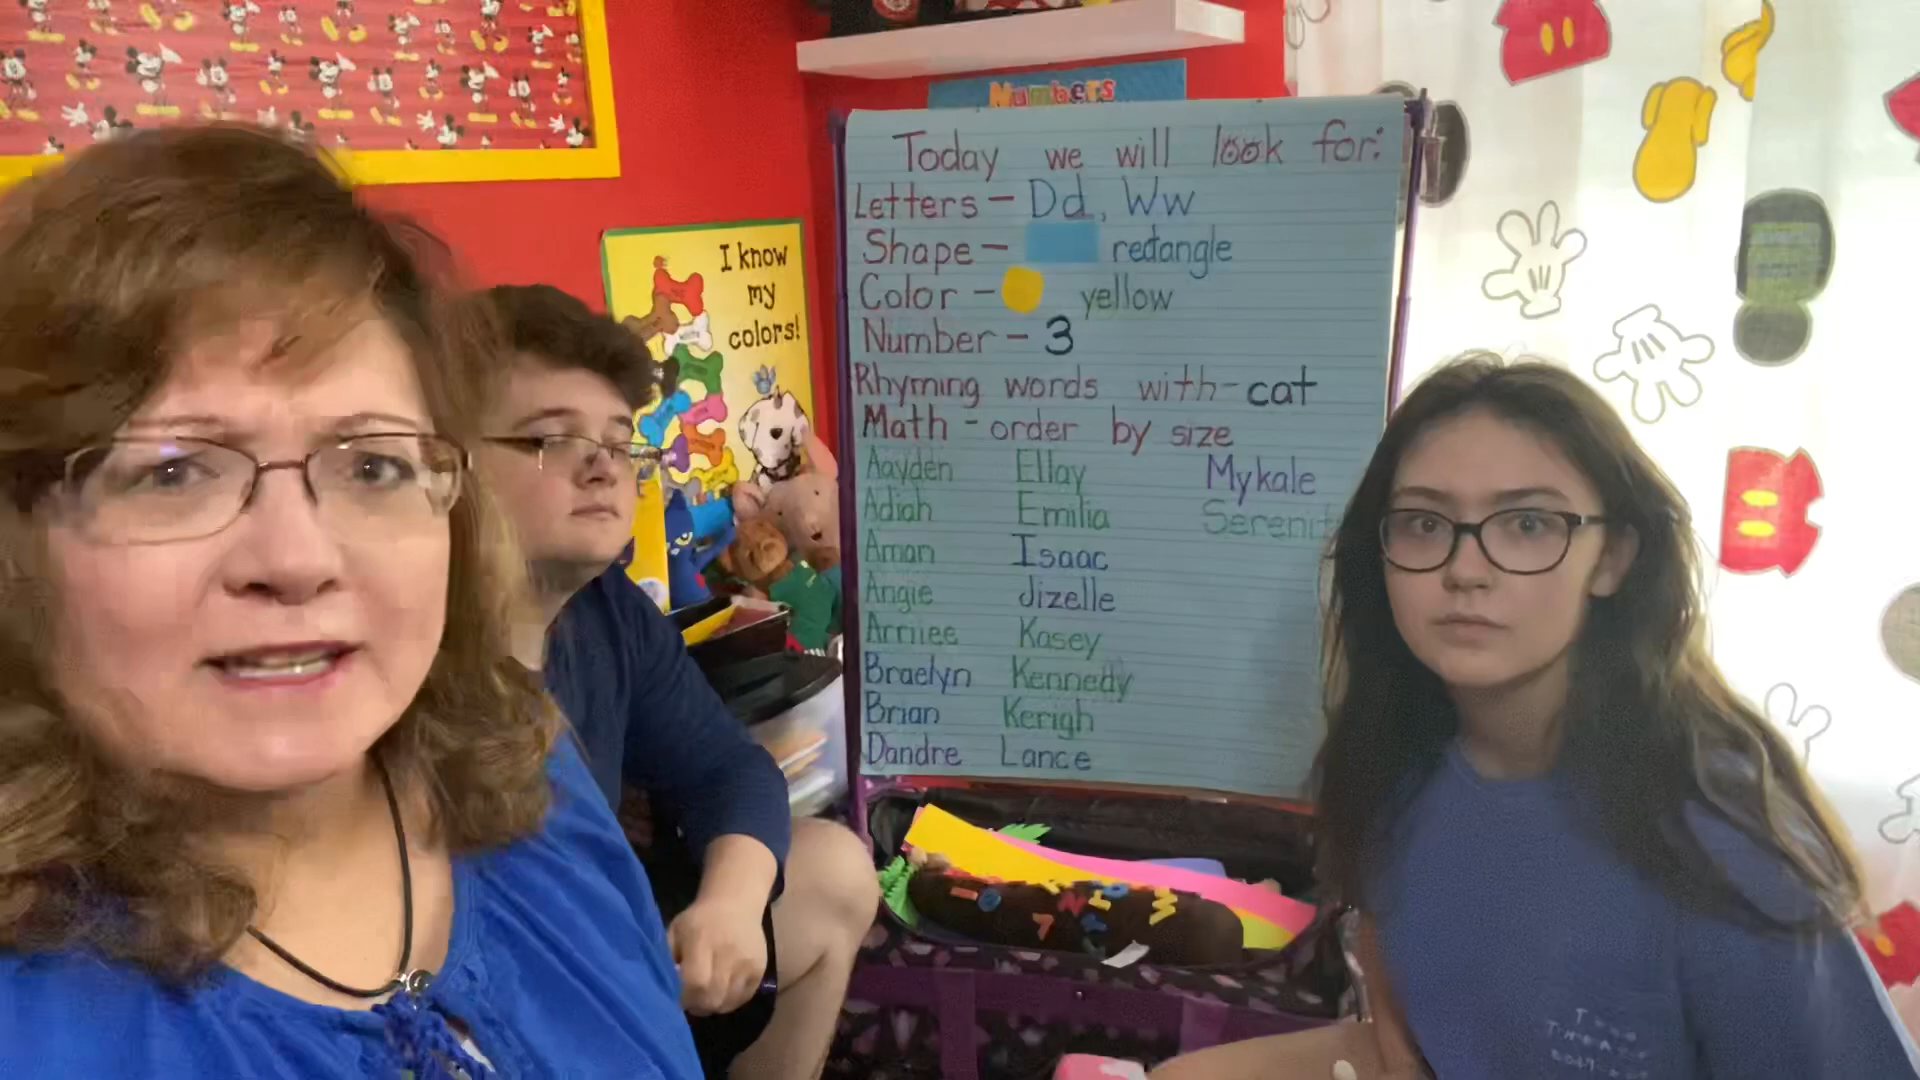 Numbers
Today we will look for:
Letters - Dd, Ww
Shape - rectangle
Color - yellow
Number - 3
Rhyming words with - cat
Math - order by size
Aayden Ellay Mykale
Adiah Emilia Serenit
Aman Isaac
Angie Jizelle
Arriiee Kasey
Braelyn Kennedy
Brian Kerigh
Dandre Lance
I know
my
colors!